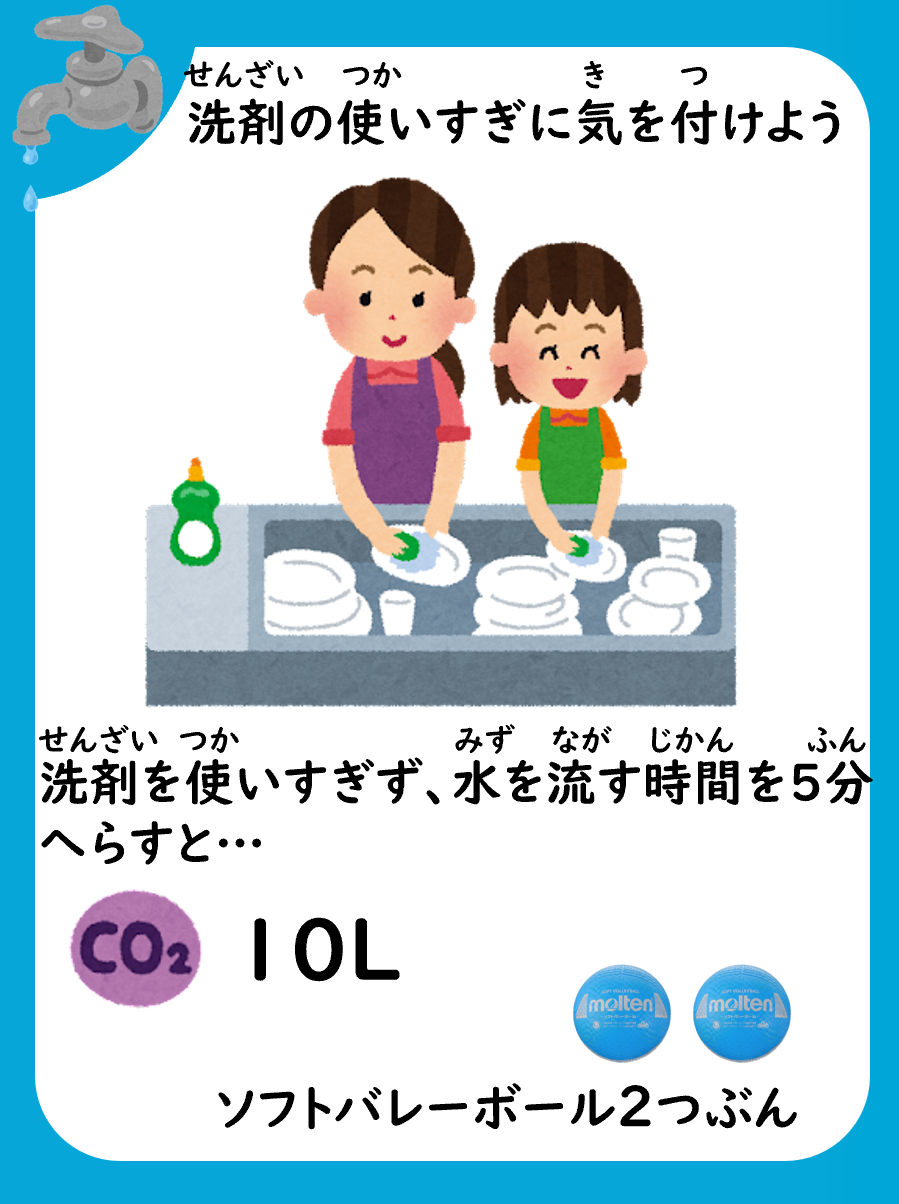 せんざい つか き つ
洗剤の使いすぎに気を付けよう
せんざい つか みず なが じかん ふん
洗剤を使いすぎず、水を流す時間を5分
へらすと…
CO₂ 10L
molten molten
ソフトバレーボール2つぶん